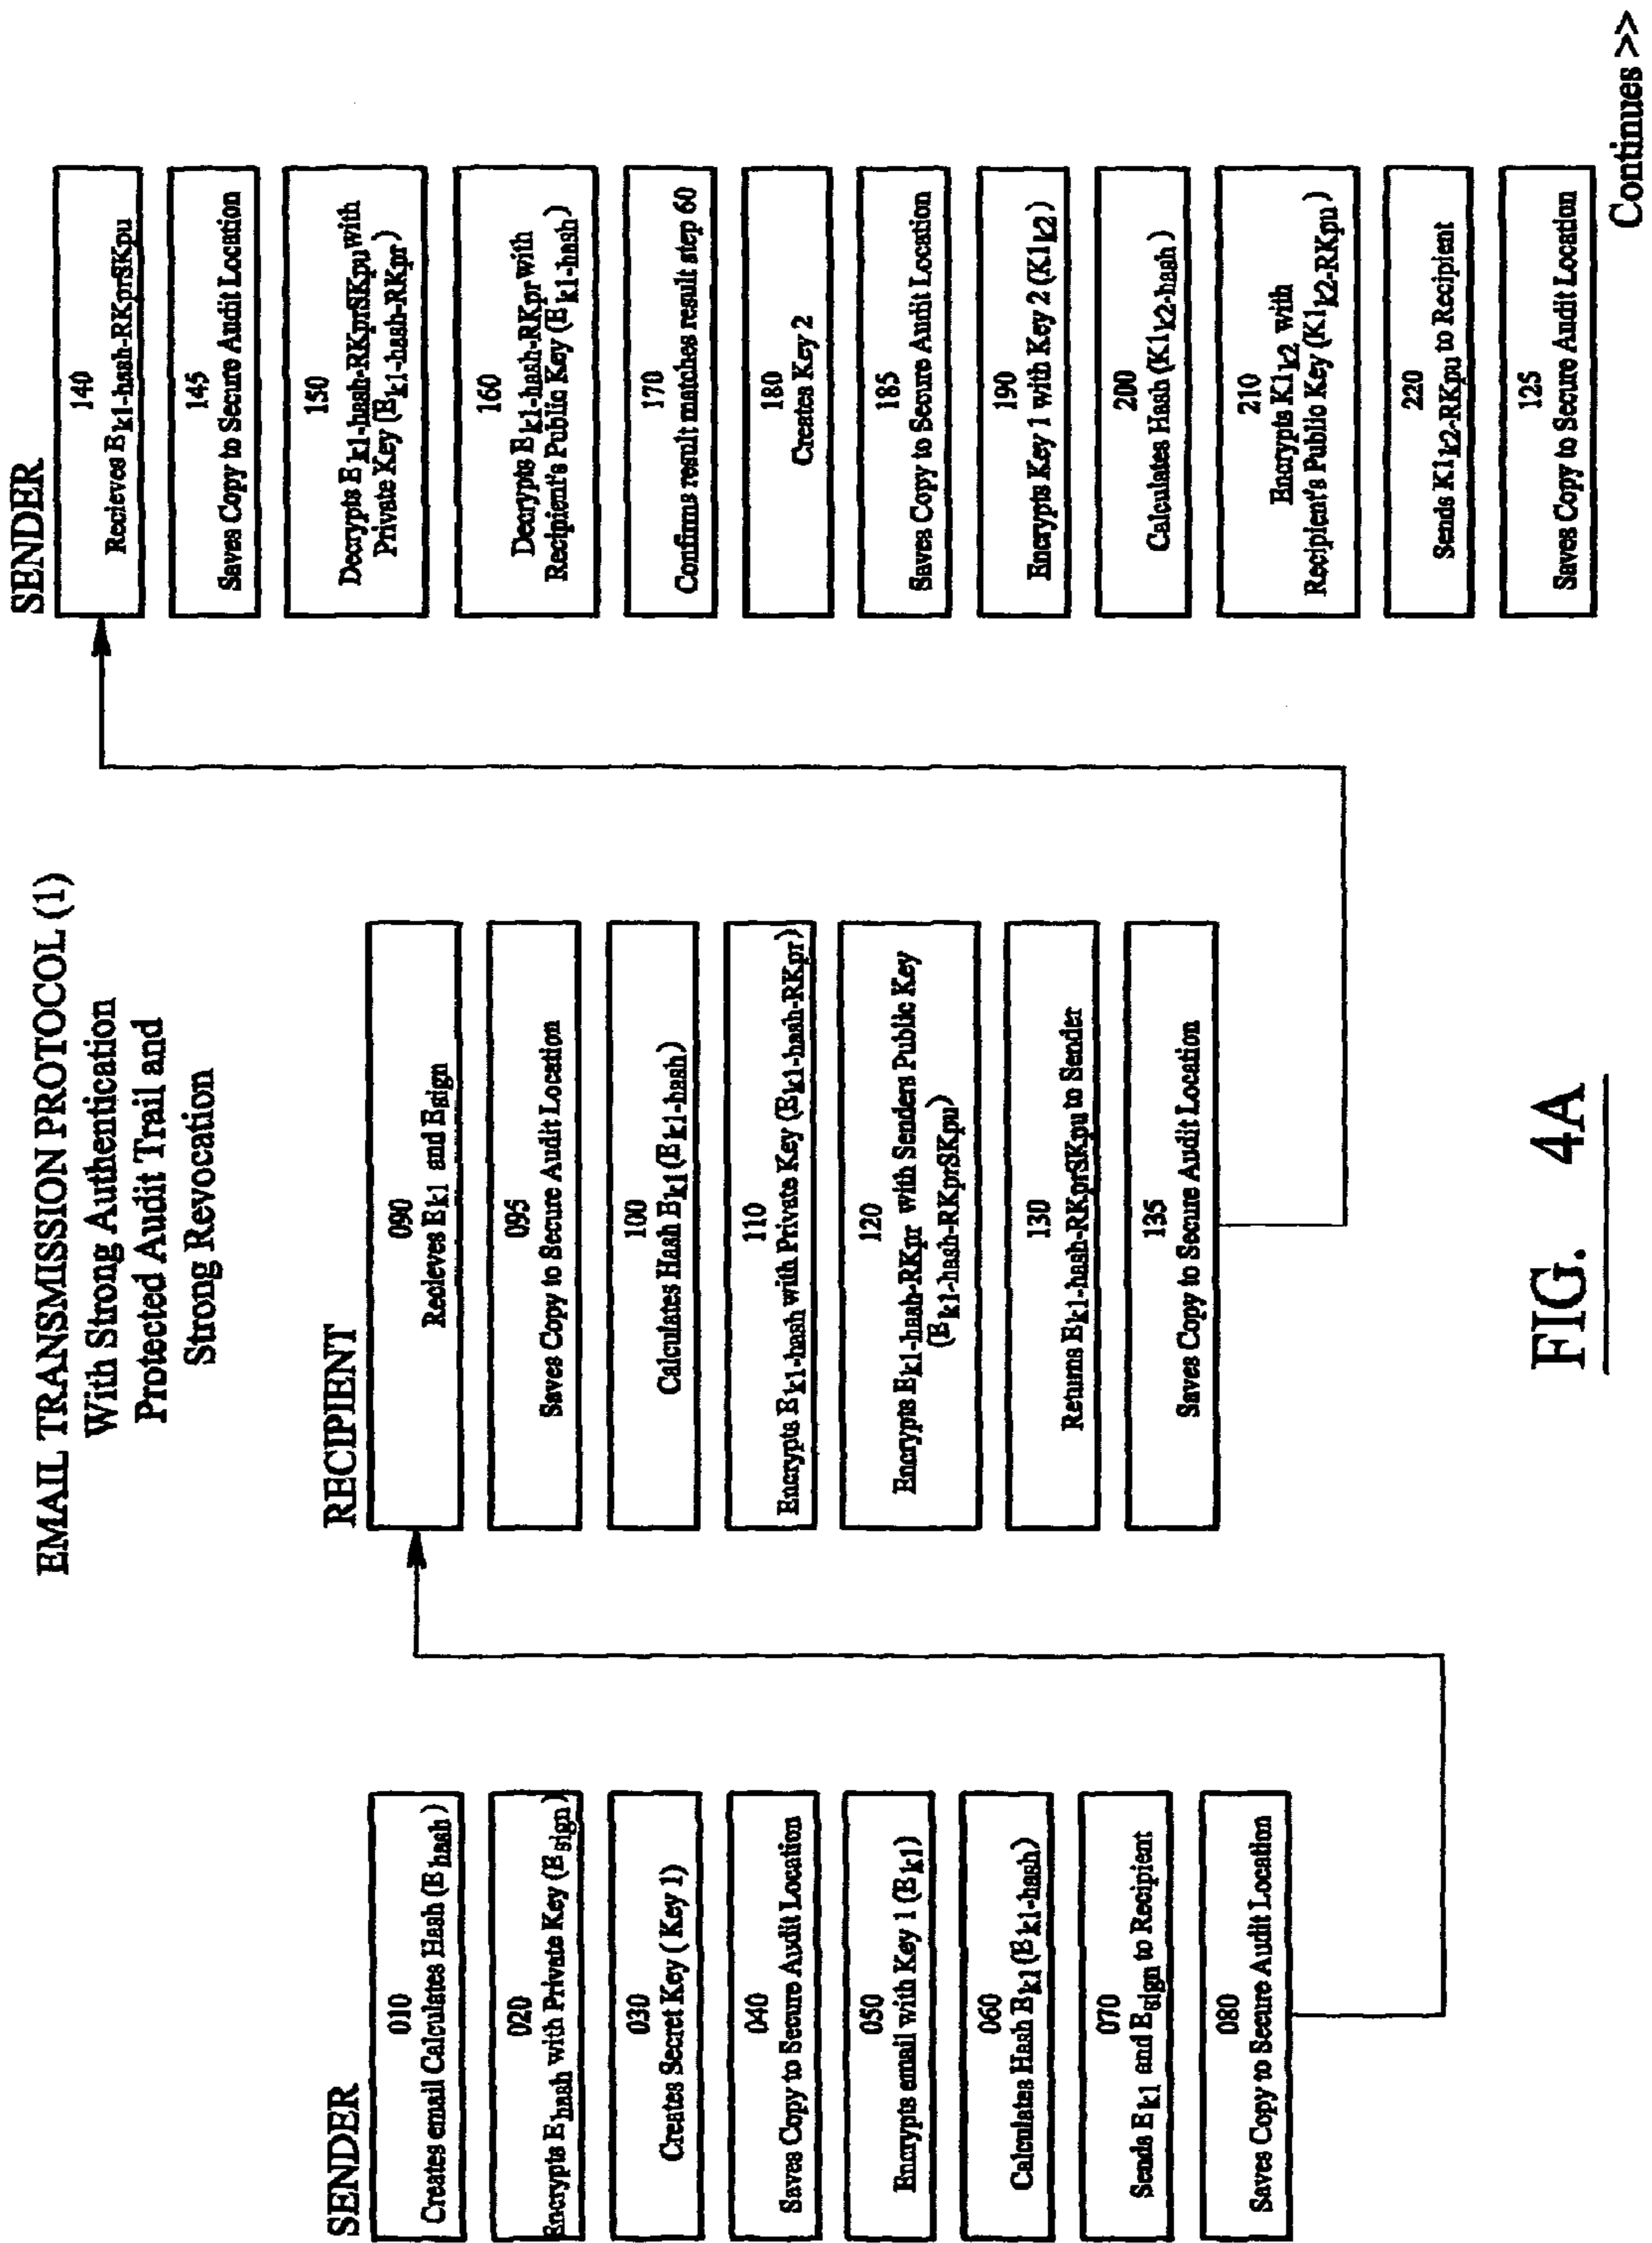 EMAIL TRANSMISSION PROTOCOL (1)
With Strong Authentication
Protected Audit Trail and
Strong Revocation
SENDER
010
Creates email Calculates Hash (Ehash)
020
Encrypts Ehash with Private Key (Esign)
030
Creates Secret Key ( Key 1)
040
Saves Copy to Secure Audit Location
050
Encrypts email with Key 1 (Ek1)
060
Calculates Hash Ek1 (Ek1-hash)
070
Sends Ek1 and Esign to Recipient
080
Saves Copy to Secure Audit Location
RECIPIENT
090
Recieves Ek1 and Esign
095
Saves Copy to Secure Audit Location
100
Calculates Hash Ek1 (Ek1-hash)
110
Encrypts Ek1-hash with Private Key (Ek1-hash-RKpr)
120
Encrypts Ek1-hash-RKpr with Senders Public Key
(Ek1-hash-RKprSKpu)
130
Returns Ek1-hash-RKprSKpu to Sender
135
Saves Copy to Secure Audit Location
SENDER
140
Recieves Ek1-hash-RKprSKpu
145
Saves Copy to Secure Audit Location
150
Decrypts Ek1-hash-RKprSKpu with
Private Key (Ek1-hash-RKpr)
160
Decrypts Ek1-hash-RKpr with
Recipient's Public Key (Ek1-hash)
170
Confirms result matches result step 60
180
Creates Key 2
185
Saves Copy to Secure Audit Location
190
Encrypts Key 1 with Key 2 (K1k2)
200
Calculates Hash (K1k2-hash)
210
Encrypts K1k2 with
Recipient's Public Key (K1k2-RKpu)
220
Sends K1k2-RKpu to Recipient
125
Saves Copy to Secure Audit Location
Continues >>
FIG. 4A